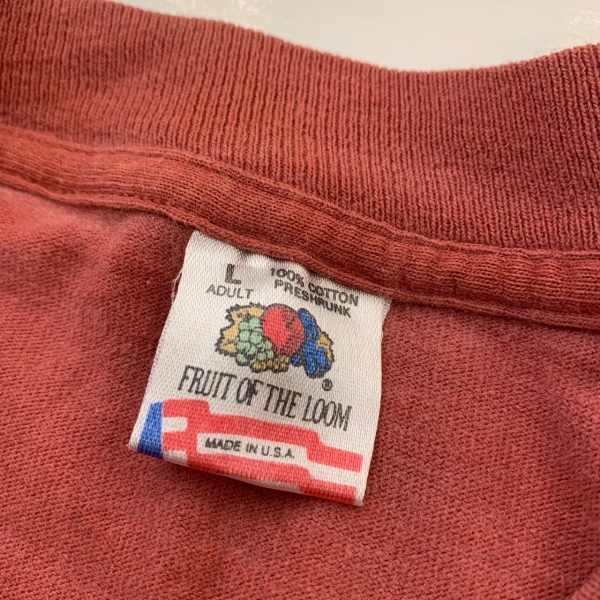 L 100% COTTON
ADULT PRESHRUNK
®
FRUIT OF THE LOOM
MADE IN U.S.A.